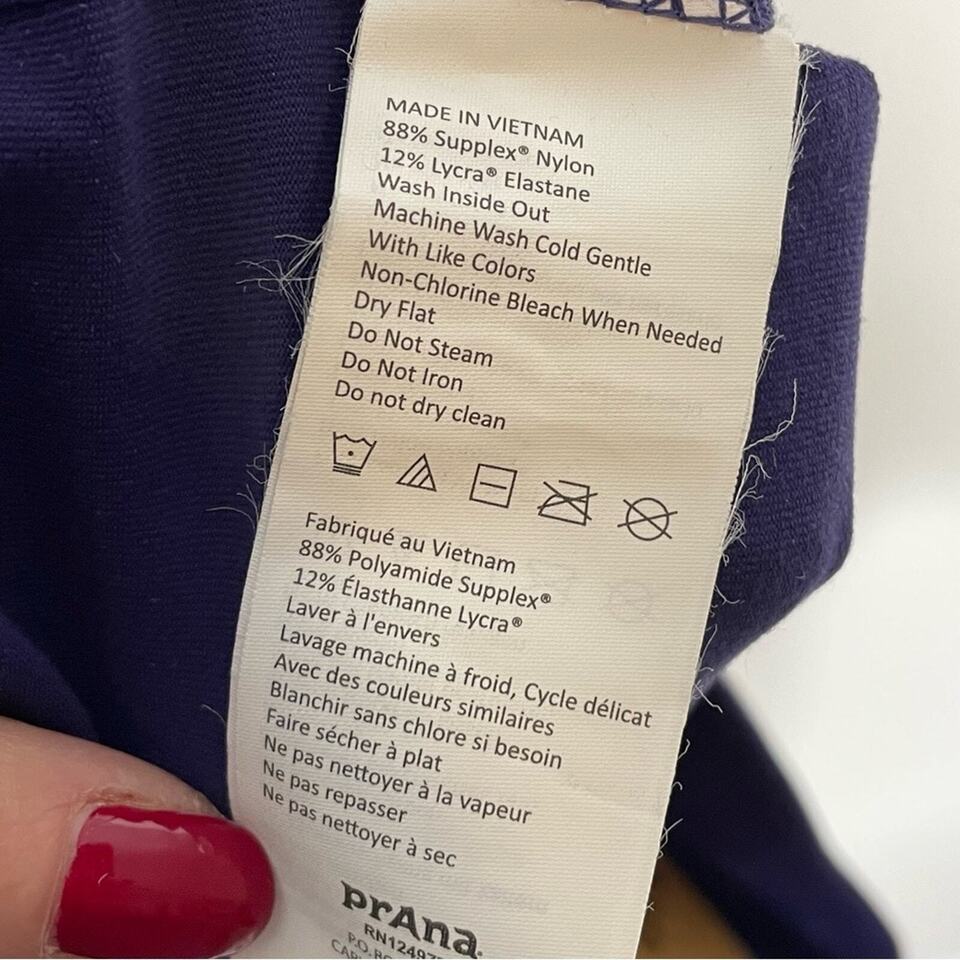 MADE IN VIETNAM
88% Supplex® Nylon
12% Lycra® Elastane
Wash Inside Out
Machine Wash Cold Gentle
With Like Colors
Non-Chlorine Bleach When Needed
Dry Flat
Do Not Steam
Do Not Iron
Do not dry clean
Fabriqué au Vietnam
88% Polyamide Supplex®
12% Élasthanne Lycra®
Laver à l'envers
Lavage machine à froid, Cycle délicat
Avec des couleurs similaires
Blanchir sans chlore si besoin
Faire sécher à plat
Ne pas nettoyer à la vapeur
Ne pas repasser
Ne pas nettoyer à sec
prAna
P.O.